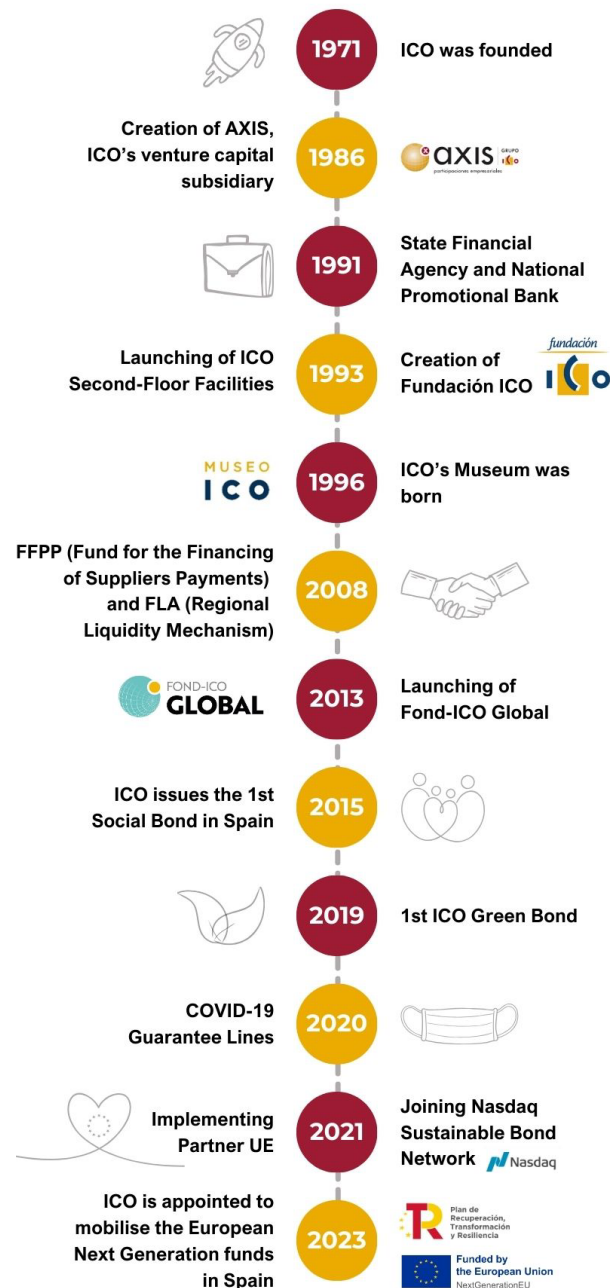 1971
ICO was founded
Creation of AXIS,
ICO's venture capital
subsidiary
1986
axis
GRUPO
ico
participaciones empresariales
1991
State Financial
Agency and National
Promotional Bank
Launching of ICO
Second-Floor Facilities
1993
Creation of
Fundación ICO
fundación
ICO
MUSEO
ICO
1996
ICO's Museum was
born
FFPP (Fund for the Financing
of Suppliers Payments)
and FLA (Regional
Liquidity Mechanism)
2008
FOND-ICO
GLOBAL
2013
Launching of
Fond-ICO Global
ICO issues the 1st
Social Bond in Spain
2015
2019
1st ICO Green Bond
COVID-19
Guarantee Lines
2020
Implementing
Partner UE
2021
Joining Nasdaq
Sustainable Bond
Network
Nasdaq
ICO is appointed to
mobilise the European
Next Generation funds
in Spain
2023
TR
Plan de
Recuperación,
Transformación
y Resiliencia
Funded by
the European Union
NextGenerationEU